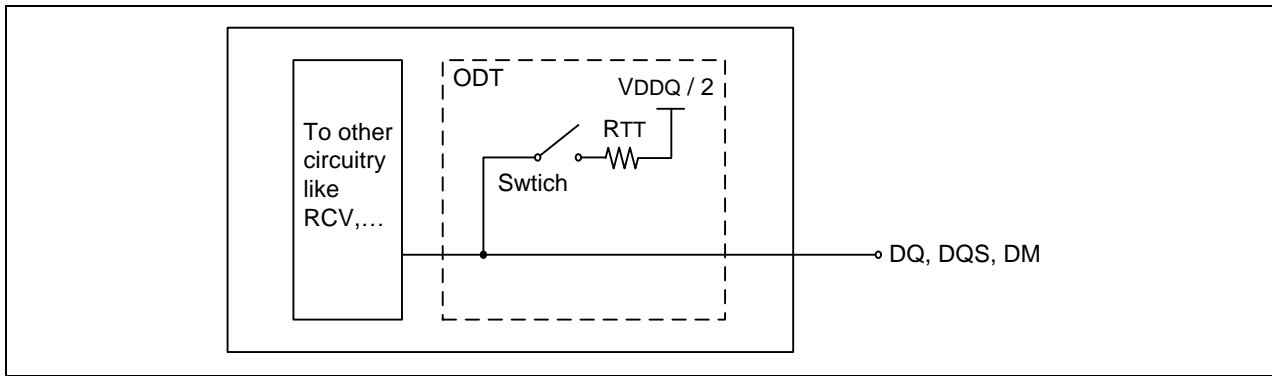 ODT
VDDQ / 2
To other
circuitry
like
RCV,…
RTT
Swtich
DQ, DQS, DM